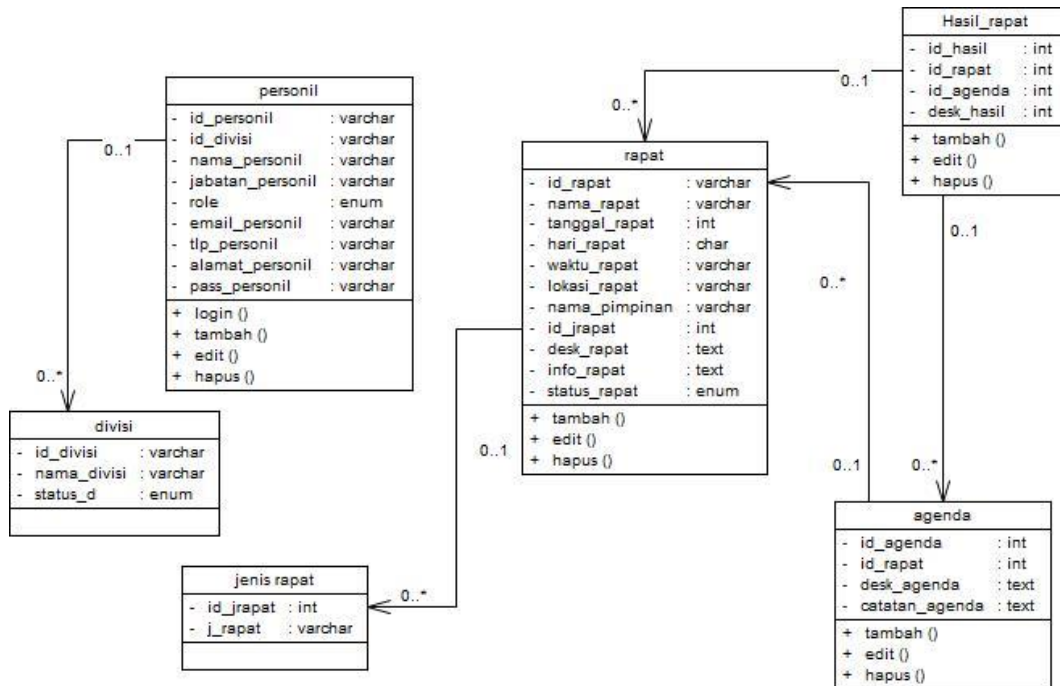 Hasil_rapat
- id_hasil : int
- id_rapat : int
- id_agenda : int
- desk_hasil : int
+ tambah ()
+ edit ()
+ hapus ()
0..1
0..*
0..1
personil
- id_personil : varchar
- id_divisi : varchar
- nama_personil : varchar
- jabatan_personil : varchar
- role : enum
- email_personil : varchar
- tlp_personil : varchar
- alamat_personil : varchar
- pass_personil : varchar
+ login ()
+ tambah ()
+ edit ()
+ hapus ()
0..1
0..*
rapat
- id_rapat : varchar
- nama_rapat : varchar
- tanggal_rapat : int
- hari_rapat : char
- waktu_rapat : varchar
- lokasi_rapat : varchar
- nama_pimpinan : varchar
- id_jrapat : int
- desk_rapat : text
- info_rapat : text
- status_rapat : enum
+ tambah ()
+ edit ()
+ hapus ()
0..*
0..1
0..1
0..*
divisi
- id_divisi : varchar
- nama_divisi : varchar
- status_d : enum
jenis rapat
- id_jrapat : int
- j_rapat : varchar
0..*
agenda
- id_agenda : int
- id_rapat : int
- desk_agenda : text
- catatan_agenda : text
+ tambah ()
+ edit ()
+ hapus ()